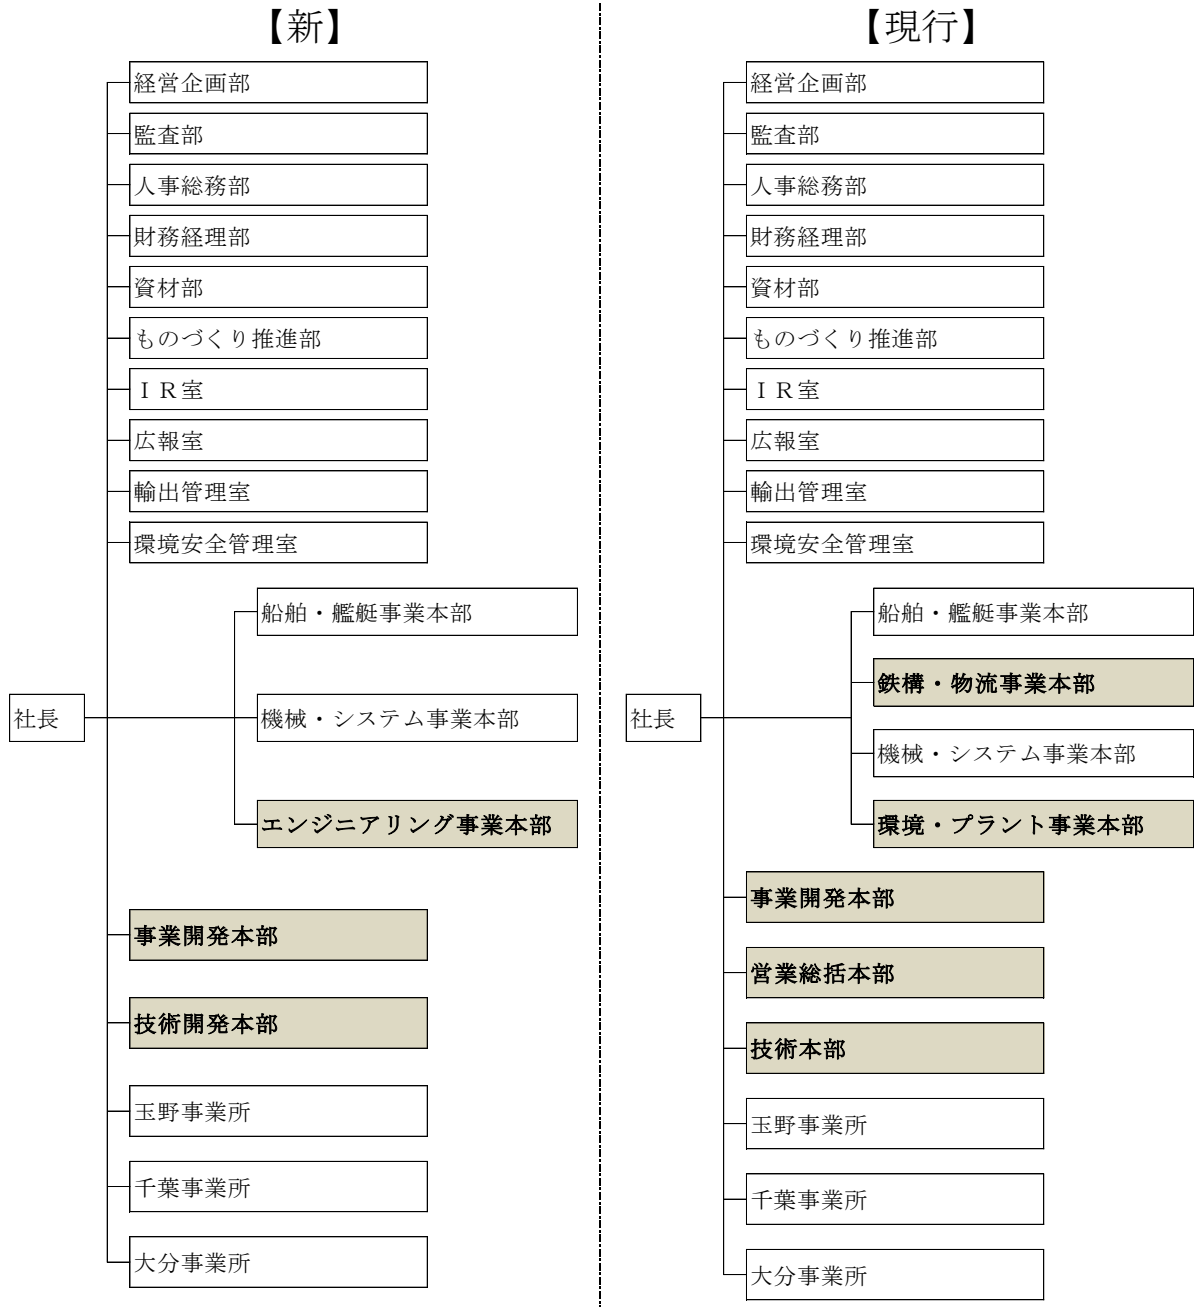 【新】
経営企画部
監査部
人事総務部
財務経理部
資材部
ものづくり推進部
ＩＲ室
広報室
輸出管理室
環境安全管理室
船舶・艦艇事業本部
社長
機械・システム事業本部
エンジニアリング事業本部
事業開発本部
技術開発本部
玉野事業所
千葉事業所
大分事業所
【現行】
経営企画部
監査部
人事総務部
財務経理部
資材部
ものづくり推進部
ＩＲ室
広報室
輸出管理室
環境安全管理室
船舶・艦艇事業本部
鉄構・物流事業本部
社長
機械・システム事業本部
環境・プラント事業本部
事業開発本部
営業総括本部
技術本部
玉野事業所
千葉事業所
大分事業所